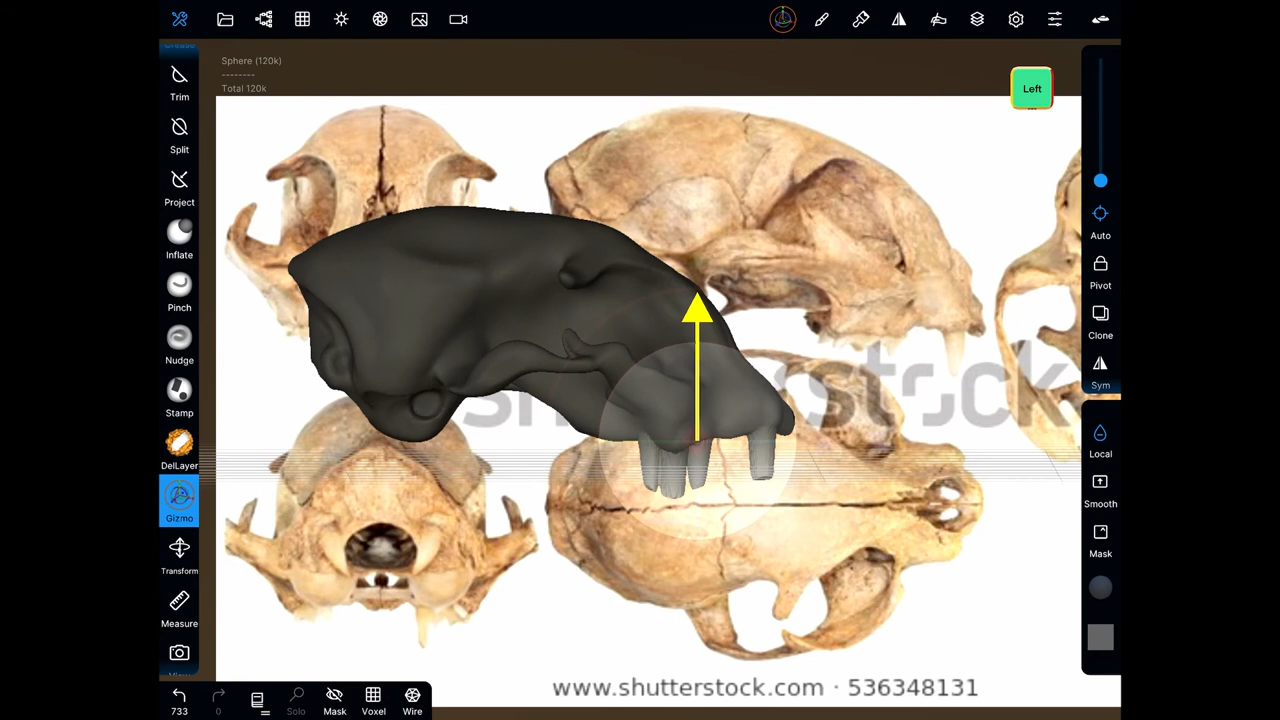 Sphere (120k)
--------
Total 120k
Left
Trim
Split
Project
Inflate
Pinch
Nudge
Stamp
DelLayer
Gizmo
Transform
Measure
Auto
Pivot
Clone
Sym
Local
Smooth
Mask
733
0
Solo
Mask
Voxel
Wire
www.shutterstock.com · 536348131